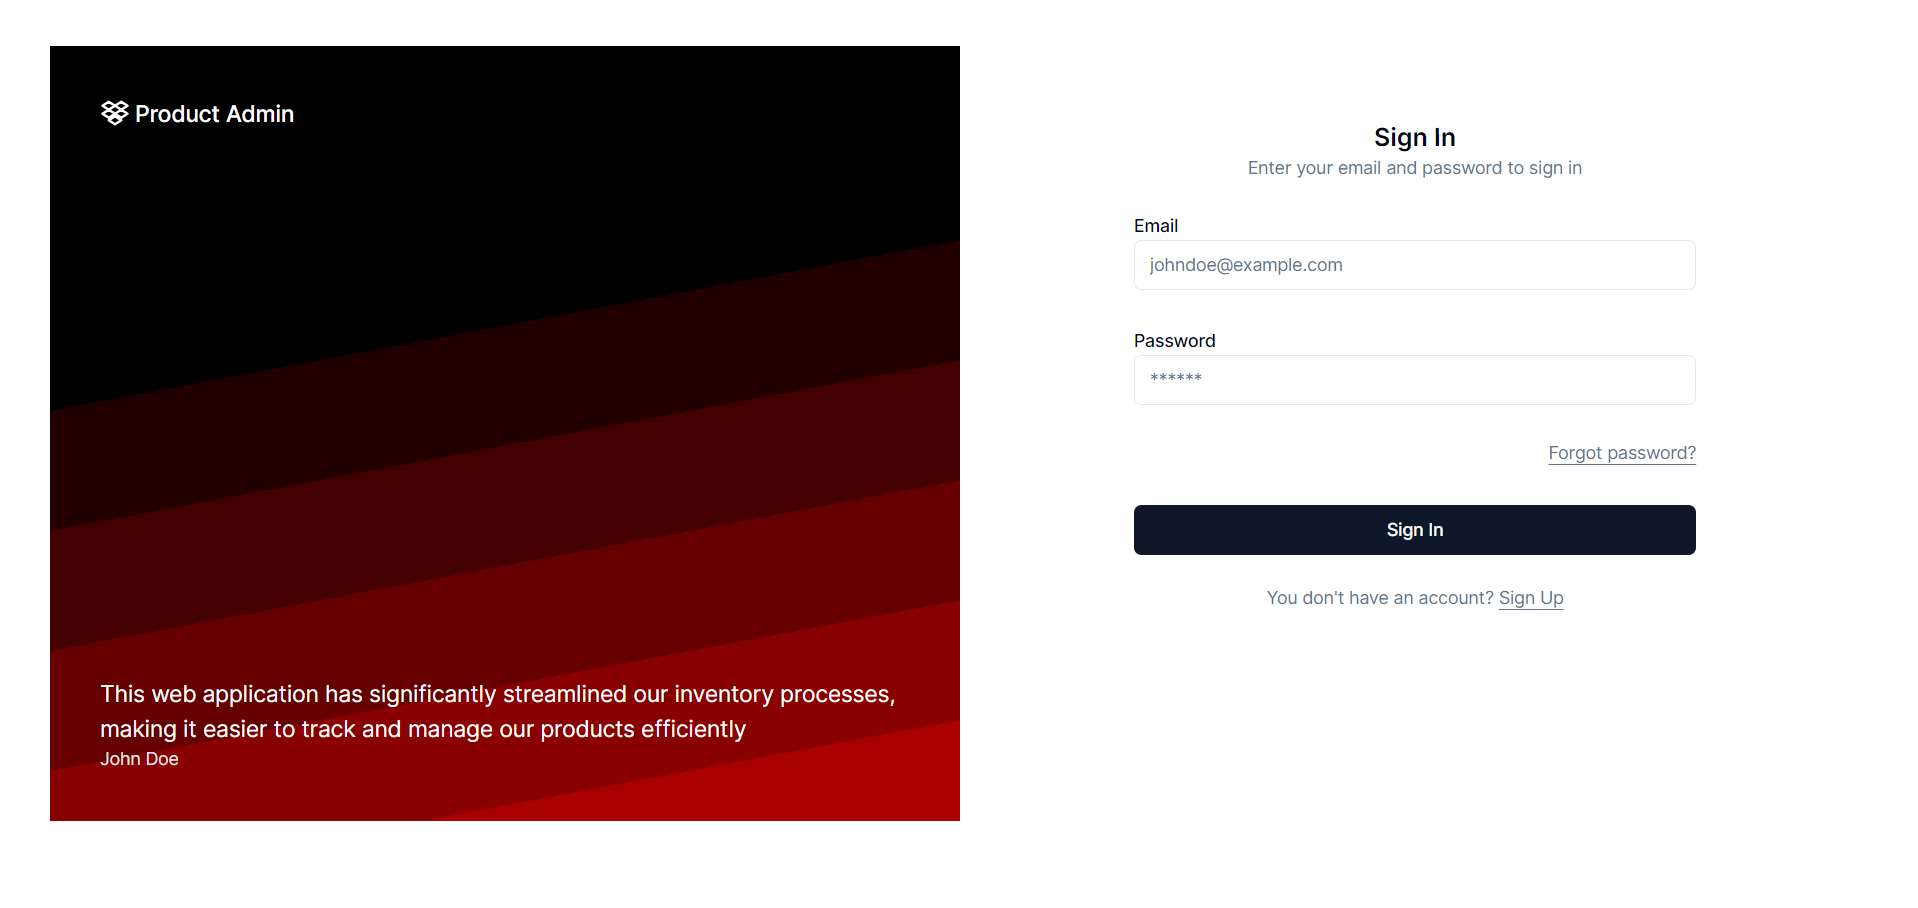 Product Admin
This web application has significantly streamlined our inventory processes,
making it easier to track and manage our products efficiently
John Doe
Sign In
Enter your email and password to sign in
Email
johndoe@example.com
Password
******
Forgot password?
Sign In
You don't have an account? Sign Up